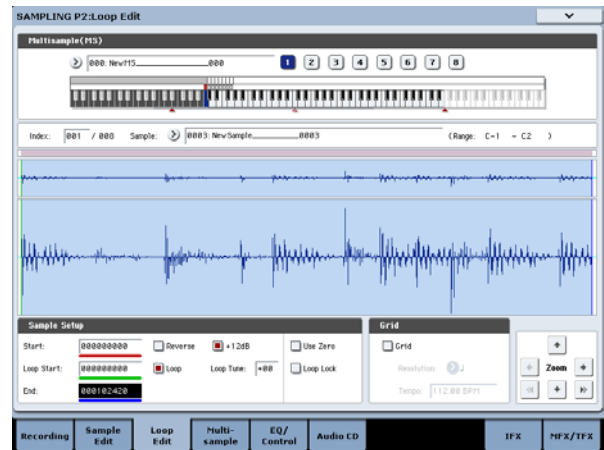 SAMPLING P2:Loop Edit
Multisample(MS)
000: NewMS______________000
1 2 3 4 5 6 7 8
Index: 001 / 008 Sample: 0003: NewSample_________0003 (Range: C-1 - C2 )
Sample Setup
Grid
Start: 000000000 Reverse +12dB Use Zero Grid
Loop Start: 000000000 Loop Loop Tune: +00 Loop Lock Resolution: ♩ Zoom
End: 000102420 Tempo: 112.00 BPM
Recording Sample Edit Loop Edit Multi-sample EQ/Control Audio CD IFX MFX/TFX